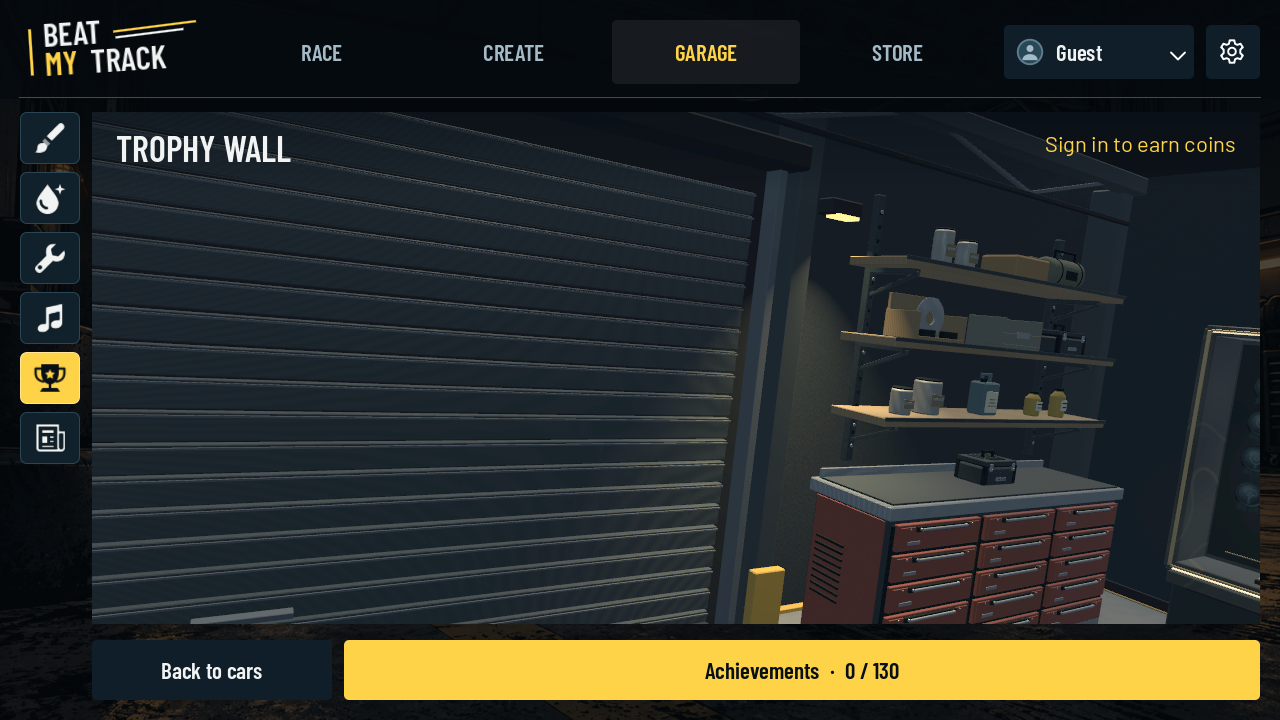 BEAT
MY TRACK
RACE
CREATE
GARAGE
STORE
Guest
TROPHY WALL
Sign in to earn coins
Back to cars
Achievements · 0 / 130